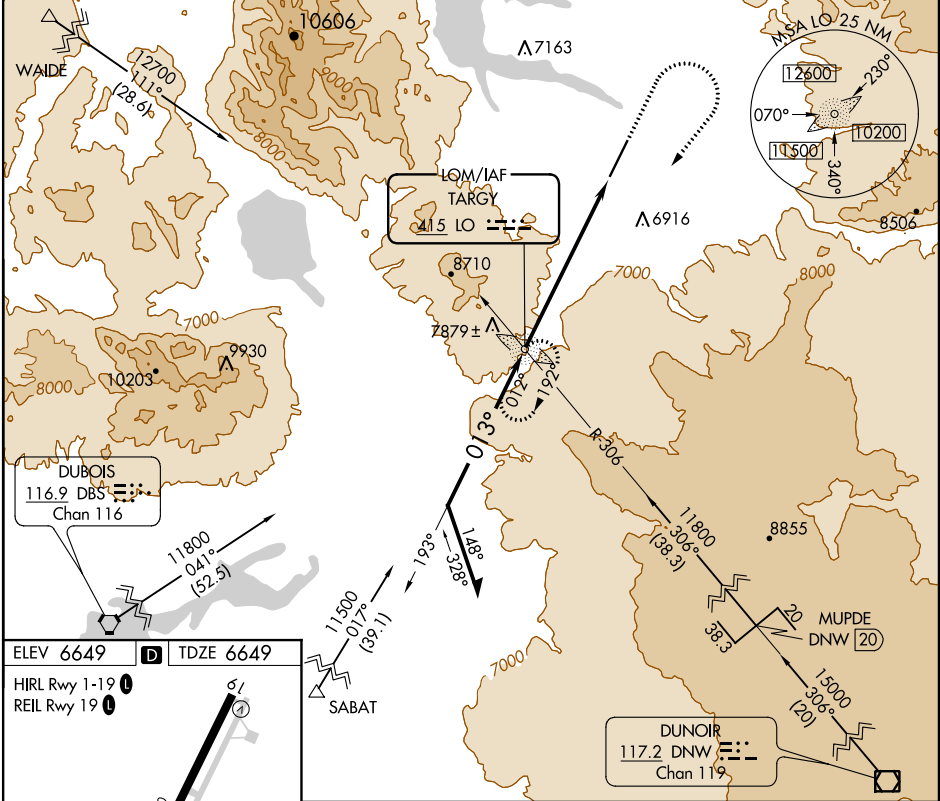 10606
7163
MSA LO 25 NM
WAIDE
12700
111°
(28.6)
9000
8000
12600
230°
070°
10200
11500
340°
LOM/IAF
TARGY
415 LO
6916
8506
8710
7000
8000
7879±
7000
9930
10203
8000
012°
192°
013°
R-306
DUBOIS
116.9 DBS
Chan 116
11800
306°
(38.3)
8855
11800
041°
(52.5)
193°
148°
328°
11500
017°
(39.1)
20
38.3
MUPDE
DNW 20
ELEV 6649
D
TDZE 6649
HIRL Rwy 1-19 L
REIL Rwy 19 L
19
SABAT
7000
15000
306°
(20)
DUNOIR
117.2 DNW
Chan 119